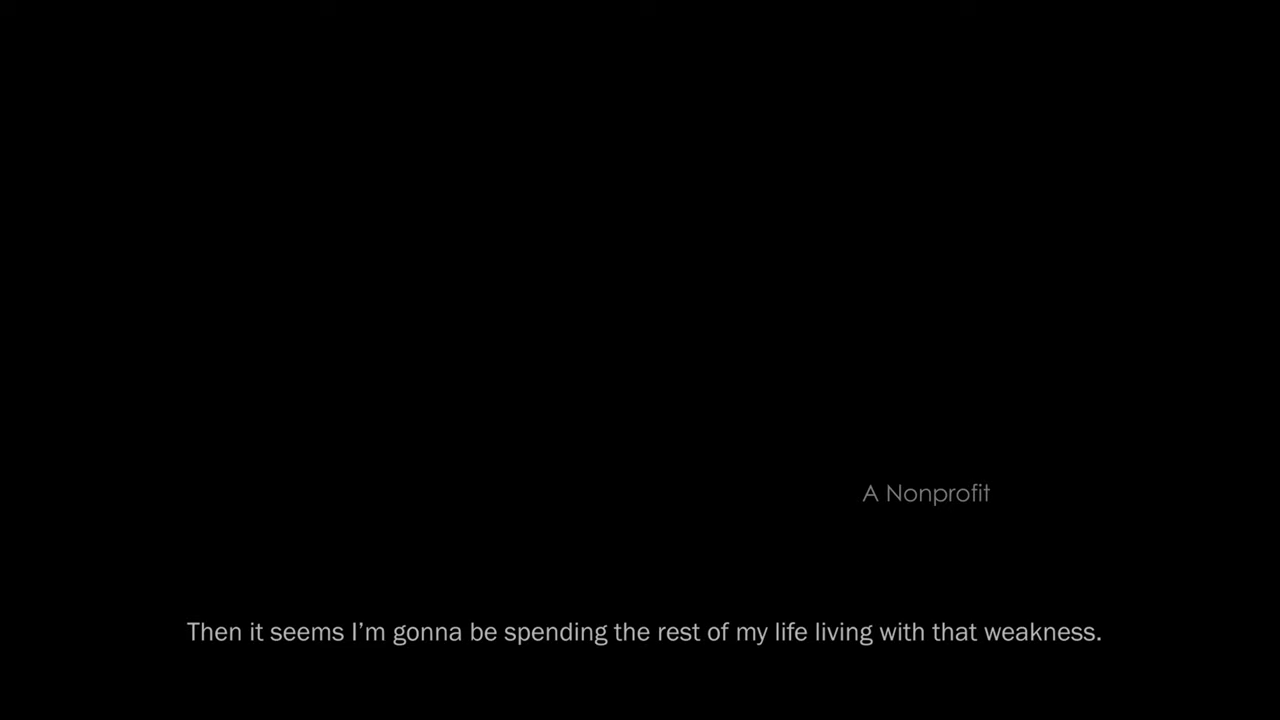 A Nonprofit
Then it seems I’m gonna be spending the rest of my life living with that weakness.